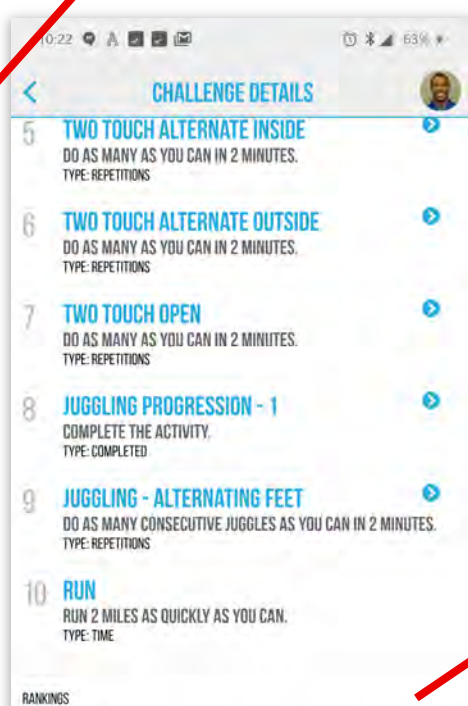 10:22 63%
CHALLENGE DETAILS
5 TWO TOUCH ALTERNATE INSIDE
DO AS MANY AS YOU CAN IN 2 MINUTES.
TYPE: REPETITIONS
6 TWO TOUCH ALTERNATE OUTSIDE
DO AS MANY AS YOU CAN IN 2 MINUTES.
TYPE: REPETITIONS
7 TWO TOUCH OPEN
DO AS MANY AS YOU CAN IN 2 MINUTES.
TYPE: REPETITIONS
8 JUGGLING PROGRESSION - 1
COMPLETE THE ACTIVITY.
TYPE: COMPLETED
9 JUGGLING - ALTERNATING FEET
DO AS MANY CONSECUTIVE JUGGLES AS YOU CAN IN 2 MINUTES.
TYPE: REPETITIONS
10 RUN
RUN 2 MILES AS QUICKLY AS YOU CAN.
TYPE: TIME
RANKINGS